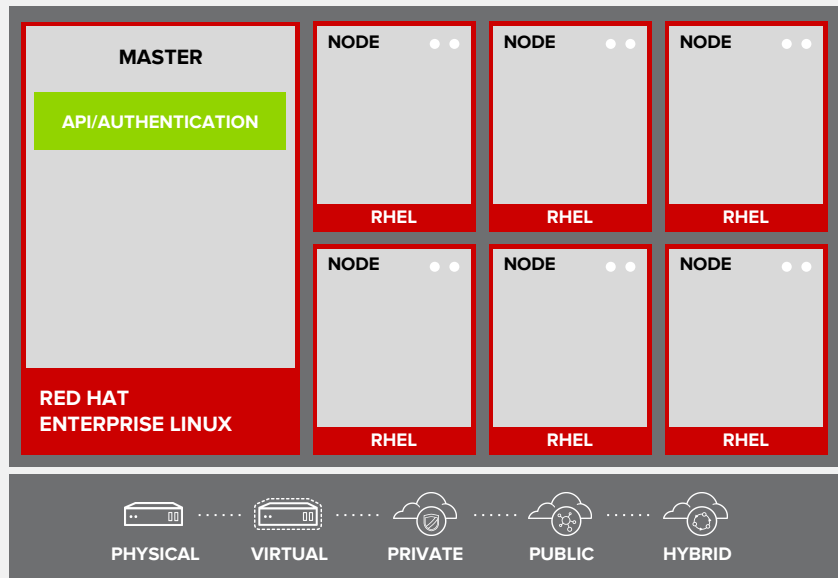 MASTER
API/AUTHENTICATION
RED HAT
ENTERPRISE LINUX
NODE
RHEL
NODE
RHEL
NODE
RHEL
NODE
RHEL
NODE
RHEL
NODE
RHEL
PHYSICAL
VIRTUAL
PRIVATE
PUBLIC
HYBRID